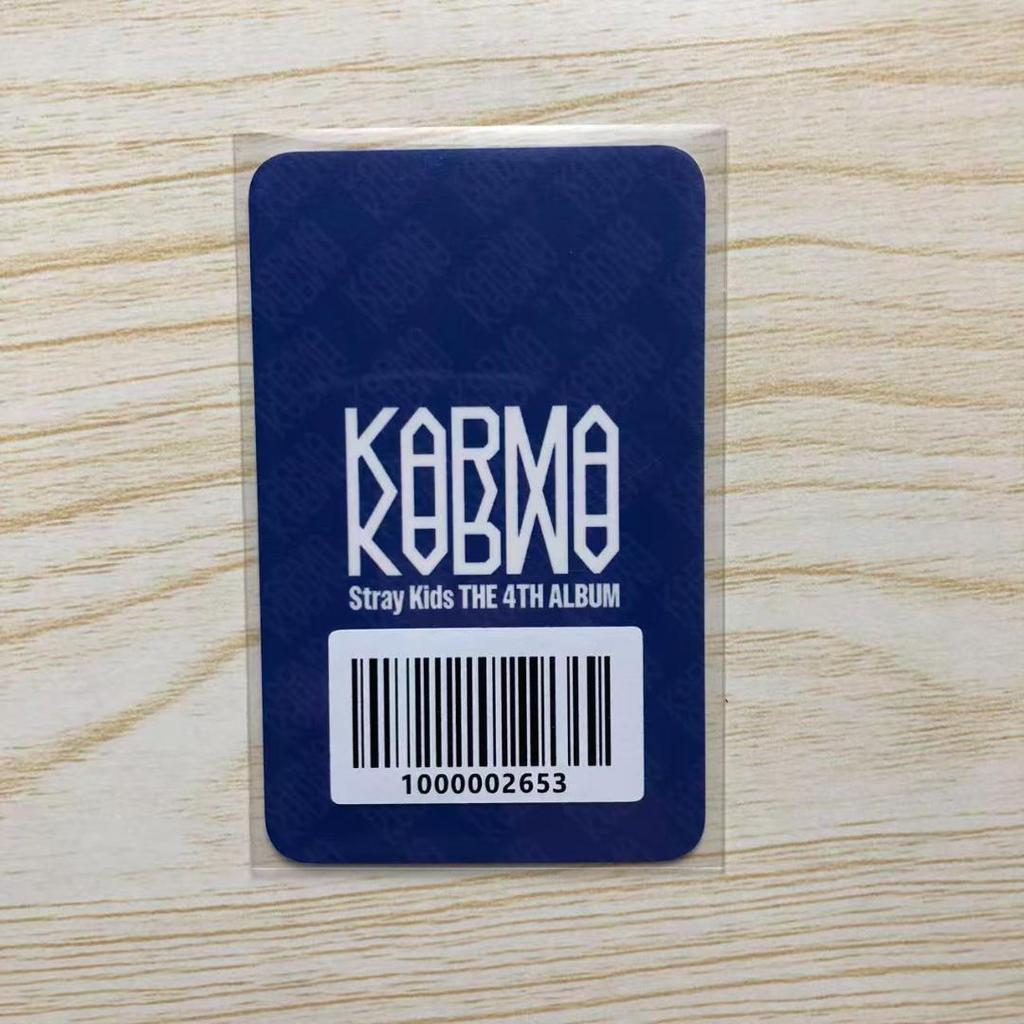 KARMA
Stray Kids THE 4TH ALBUM
1000002653